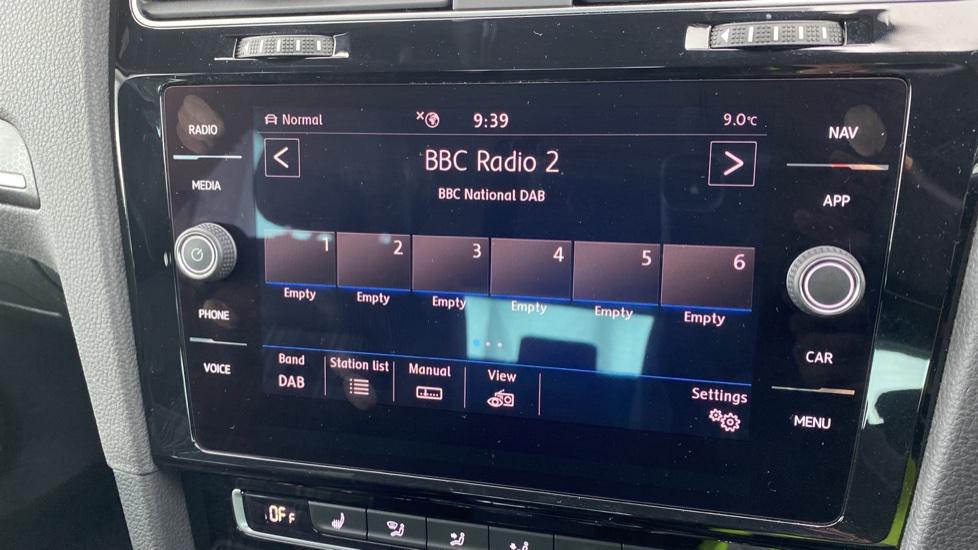 Normal 9:39 9.0°C
RADIO
NAV
< BBC Radio 2 >
MEDIA
BBC National DAB
APP
1 2 3 4 5 6
Empty Empty Empty Empty Empty Empty
PHONE
CAR
VOICE
Band Station list Manual View Settings
DAB
MENU
OFF